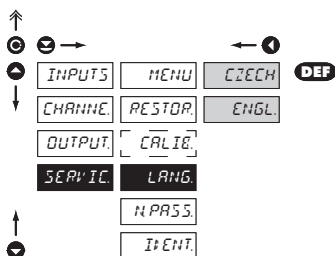 INPUTS MENU CZECH DEF
CHANNE. RESTOR. ENGL.
OUTPUT. CALIB.
SERVIC. LANG.
N.PASS.
IDENT.